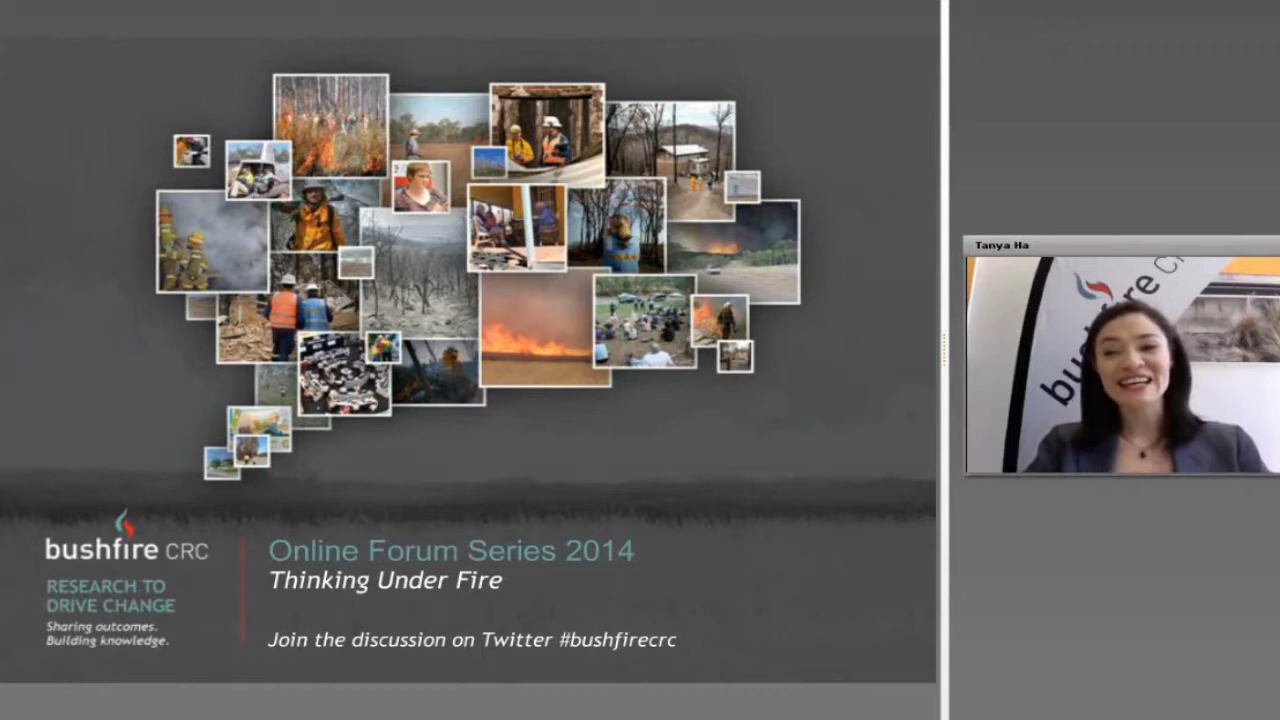 bushfire CRC
RESEARCH TO
DRIVE CHANGE
Sharing outcomes.
Building knowledge.
Online Forum Series 2014
Thinking Under Fire
Join the discussion on Twitter #bushfirecrc
Tanya Ha